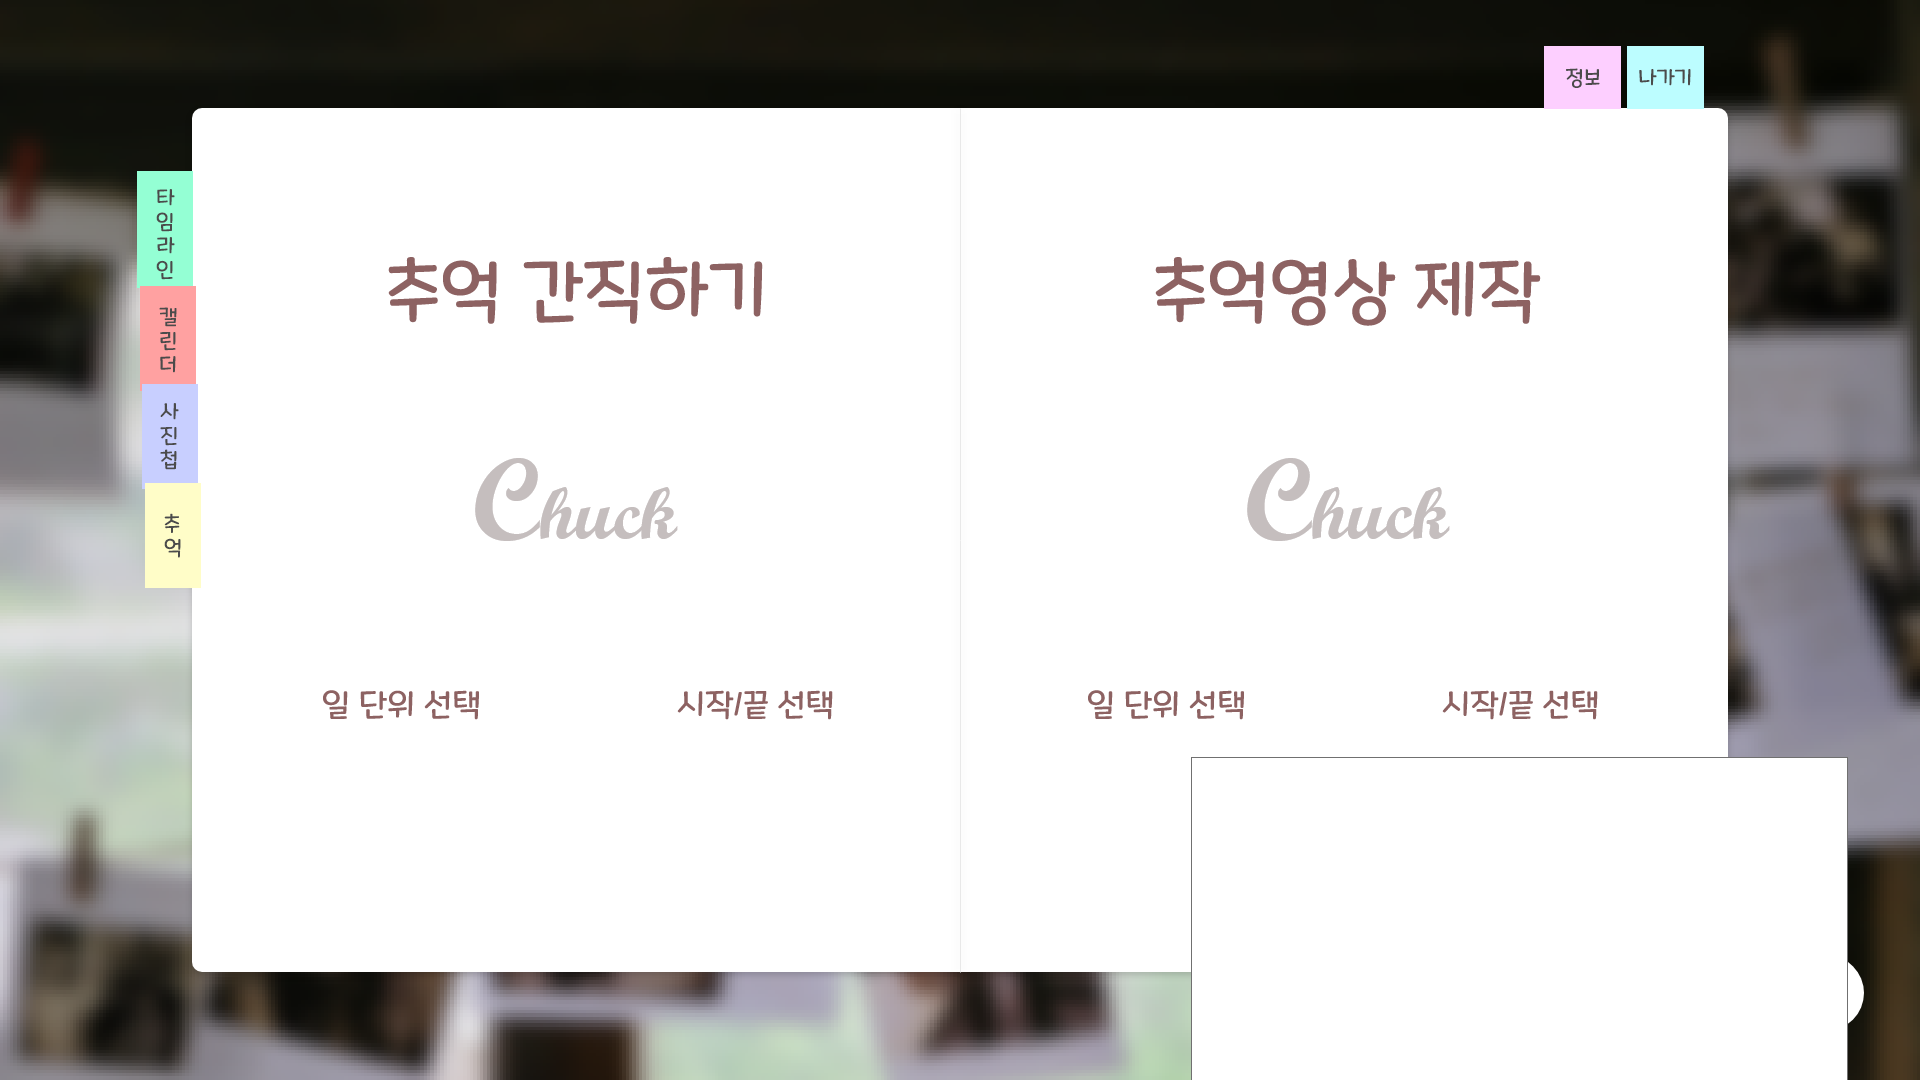 정보
나가기
타임라인
캘린더
사진첩
추억
추억 간직하기
Chuck
일 단위 선택
시작/끝 선택
추억영상 제작
Chuck
일 단위 선택
시작/끝 선택